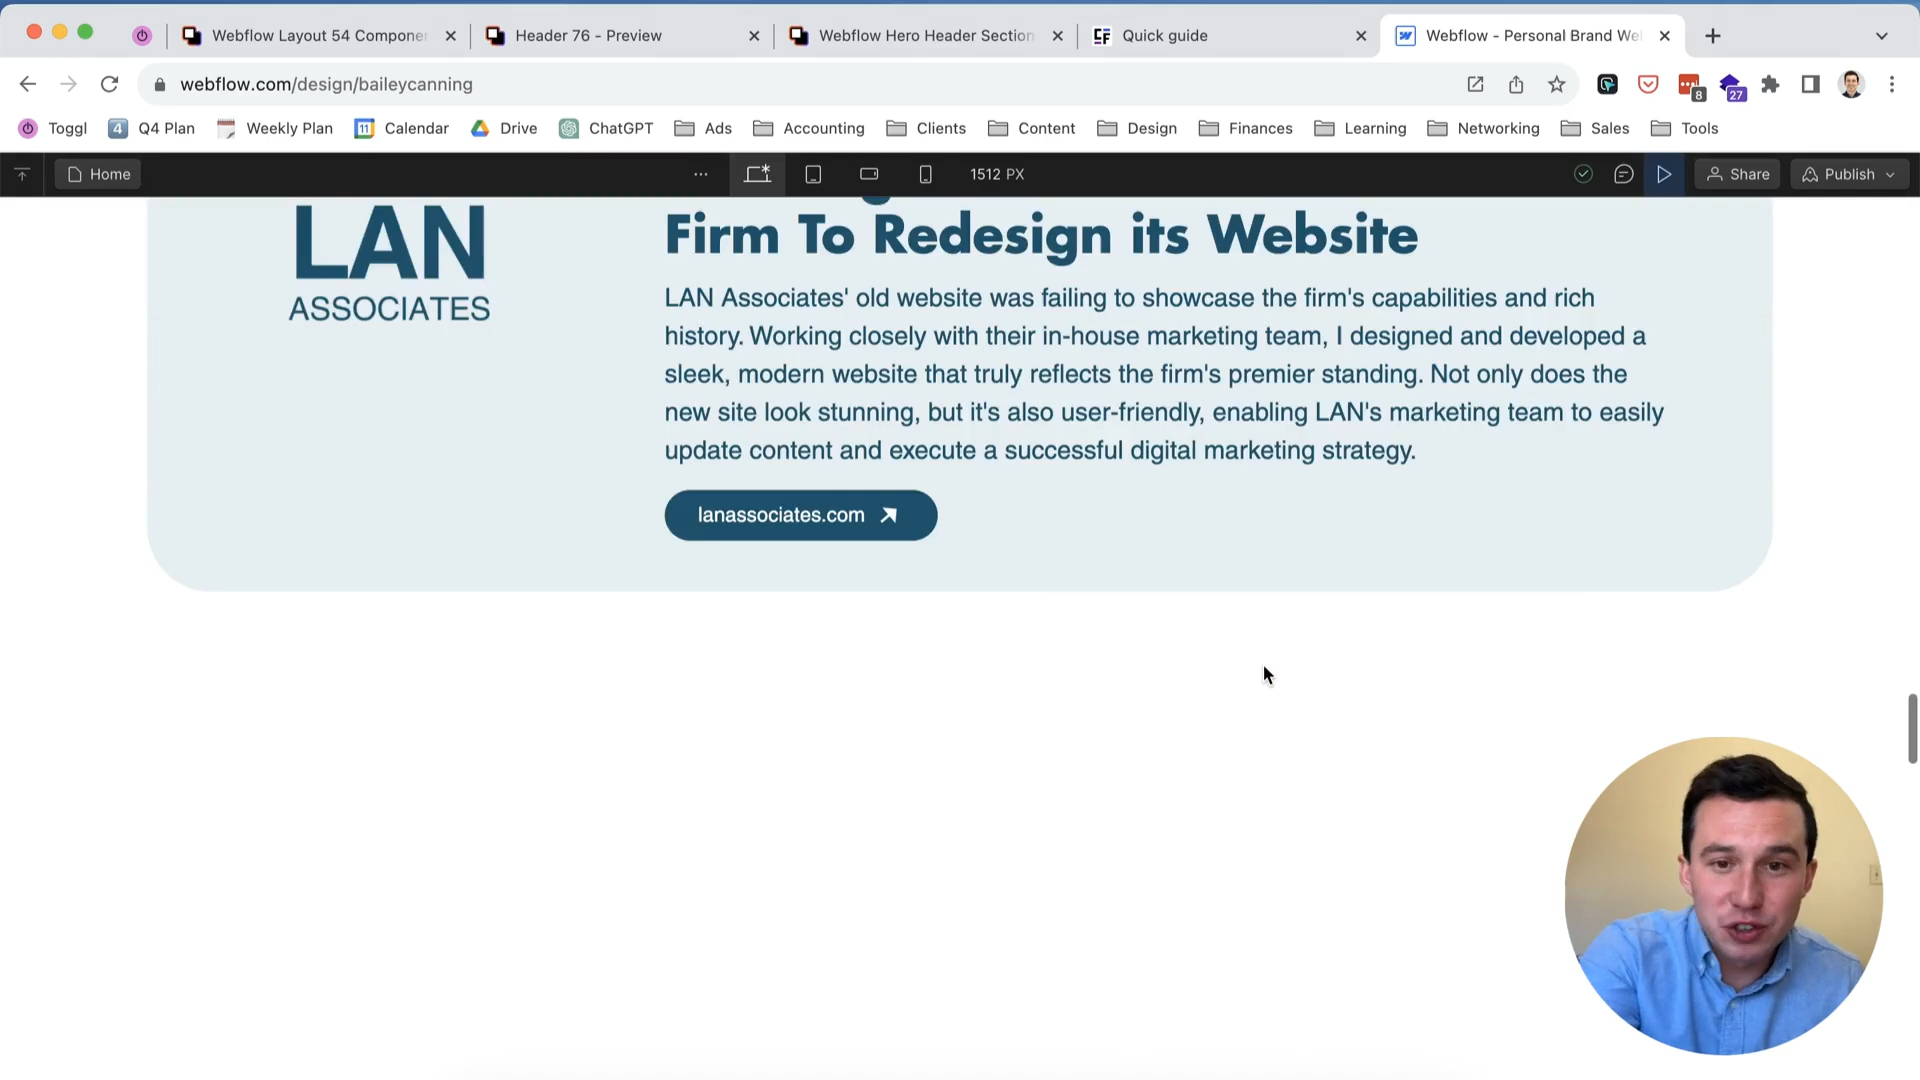 Webflow Layout 54 Compone
Header 76 - Preview
Webflow Hero Header Section
Quick guide
Webflow - Personal Brand We
webflow.com/design/baileycanning
8
27
Toggl
4
Q4 Plan
Weekly Plan
11
Calendar
Drive
ChatGPT
Ads
Accounting
Clients
Content
Design
Finances
Learning
Networking
Sales
Tools
Home
1512 PX
Share
Publish
LAN
ASSOCIATES
Firm To Redesign its Website
LAN Associates' old website was failing to showcase the firm's capabilities and rich
history. Working closely with their in-house marketing team, I designed and developed a
sleek, modern website that truly reflects the firm's premier standing. Not only does the
new site look stunning, but it's also user-friendly, enabling LAN's marketing team to easily
update content and execute a successful digital marketing strategy.
lanassociates.com